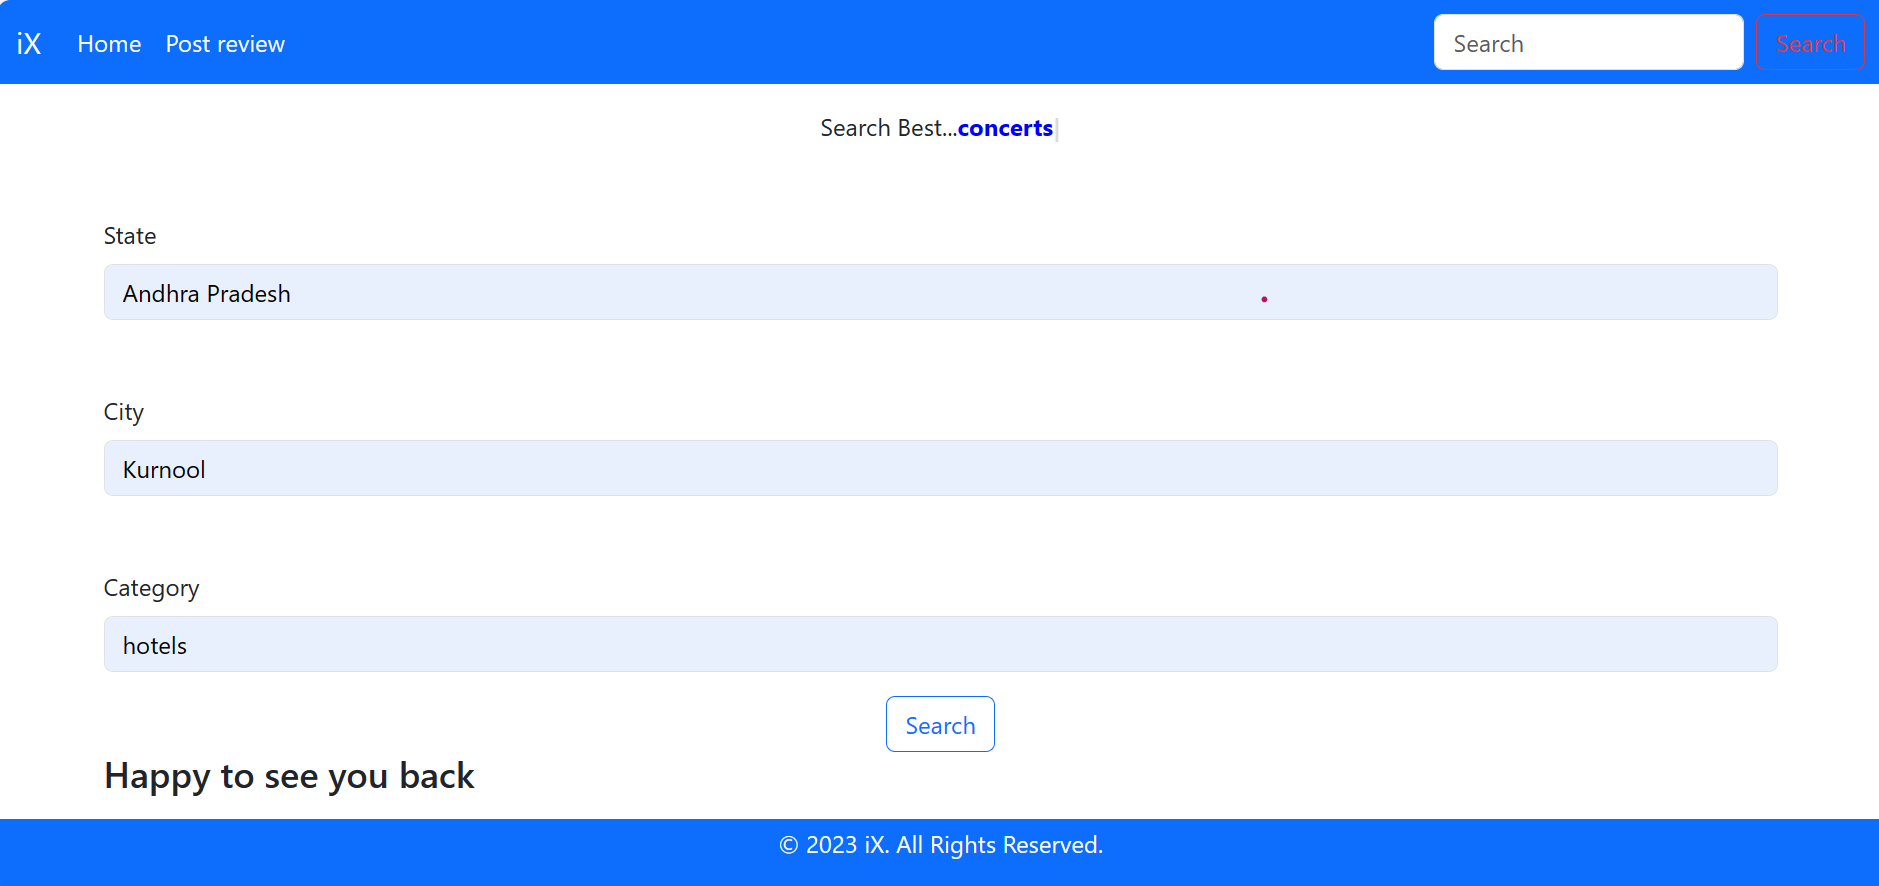 iX Home Post review Search Search
Search Best...concerts
State
Andhra Pradesh
City
Kurnool
Category
hotels
Search
Happy to see you back
© 2023 iX. All Rights Reserved.